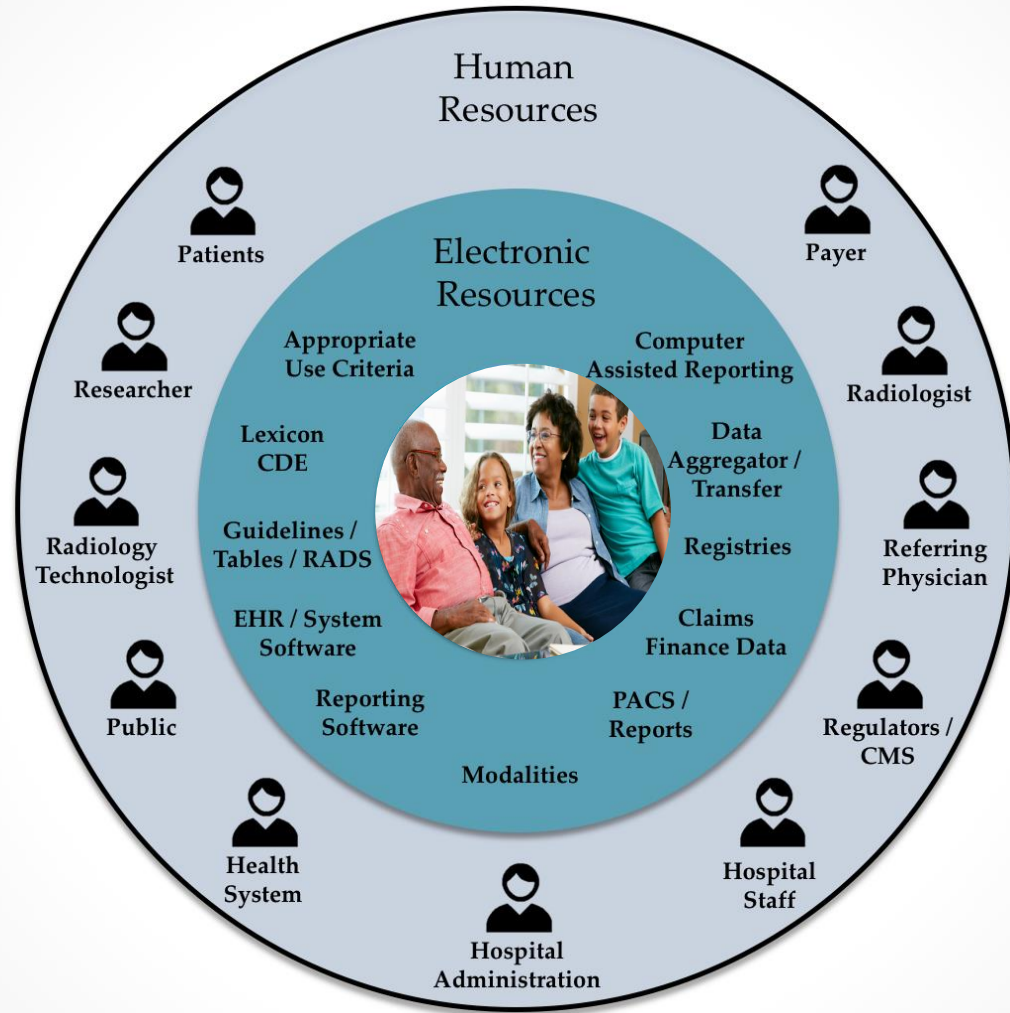 Human
Resources
Patients
Payer
Researcher
Radiologist
Radiology
Technologist
Referring
Physician
Public
Regulators /
CMS
Health
System
Hospital
Staff
Hospital
Administration
Electronic
Resources
Appropriate
Use Criteria
Computer
Assisted Reporting
Lexicon
CDE
Data
Aggregator /
Transfer
Guidelines /
Tables / RADS
Registries
EHR / System
Software
Claims
Finance Data
Reporting
Software
PACS /
Reports
Modalities